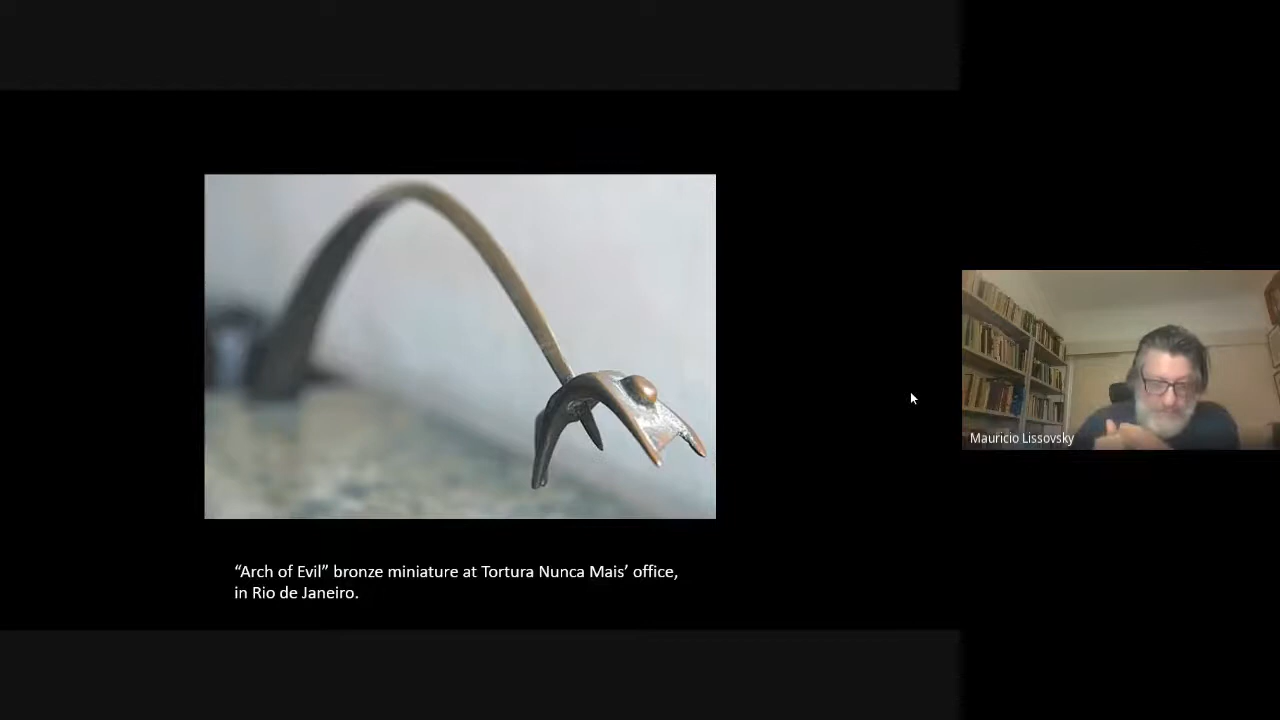 “Arch of Evil” bronze miniature at Tortura Nunca Mais’ office,
in Rio de Janeiro.
Mauricio Lissovsky